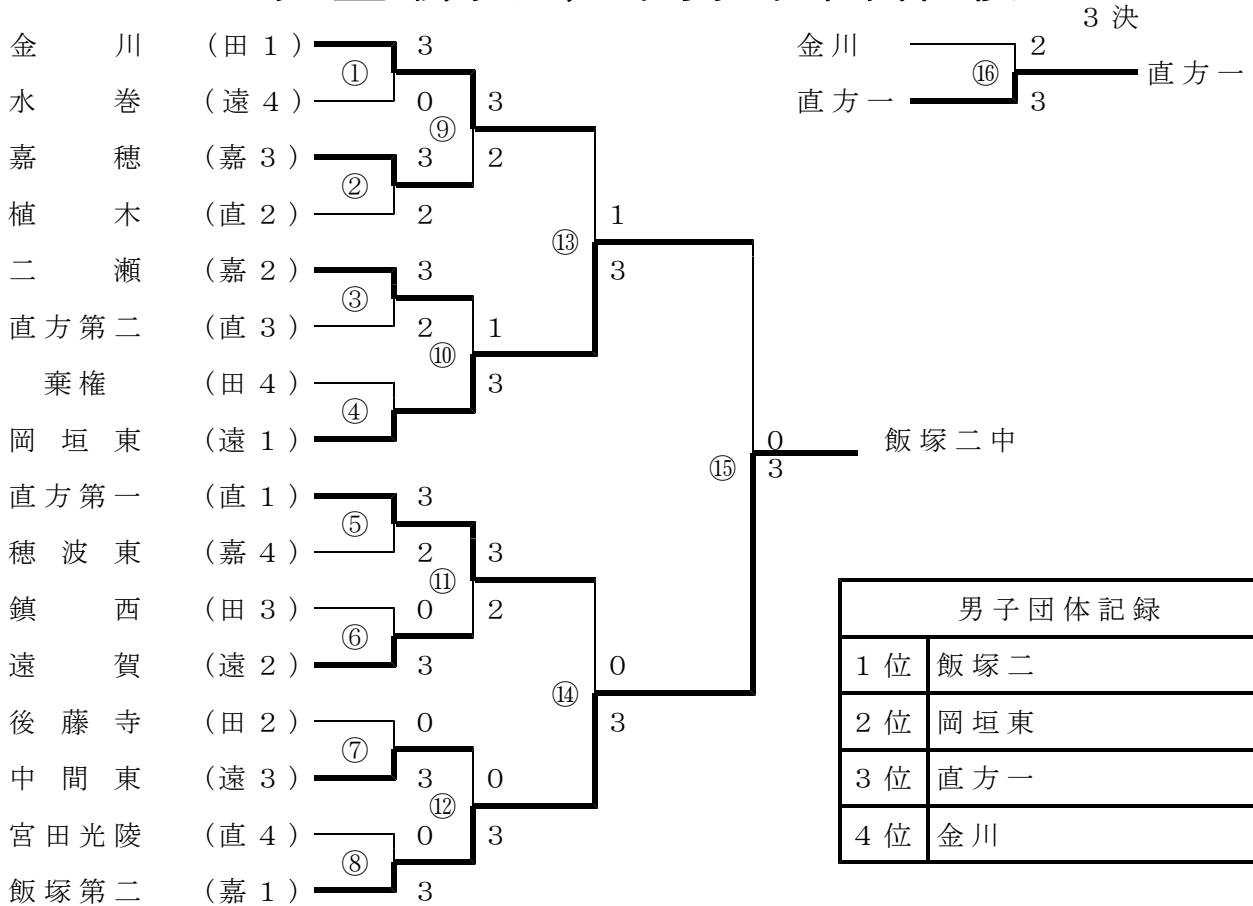 3決
金川 (田1) 3
① 
水巻 (遠4) 0
3
⑨
嘉穂 (嘉3) 3
2
②
植木 (直2) 2
1
⑬
二瀬 (嘉2) 3
3
③
直方第二 (直3) 2
1
⑩
棄権 (田4)
3
④
岡垣東 (遠1)
0
飯塚二中
⑮
3
直方第一 (直1) 3
⑤
穂波東 (嘉4) 2
3
⑪
鎮西 (田3) 0
2
⑥
遠賀 (遠2) 3
0
⑭
後藤寺 (田2) 0
3
⑦
中間東 (遠3) 3
0
⑫
宮田光陵 (直4) 0
3
⑧
飯塚第二 (嘉1) 3
金川 2
⑯ 直方一
直方一 3
男子団体記録
1位 飯塚二
2位 岡垣東
3位 直方一
4位 金川